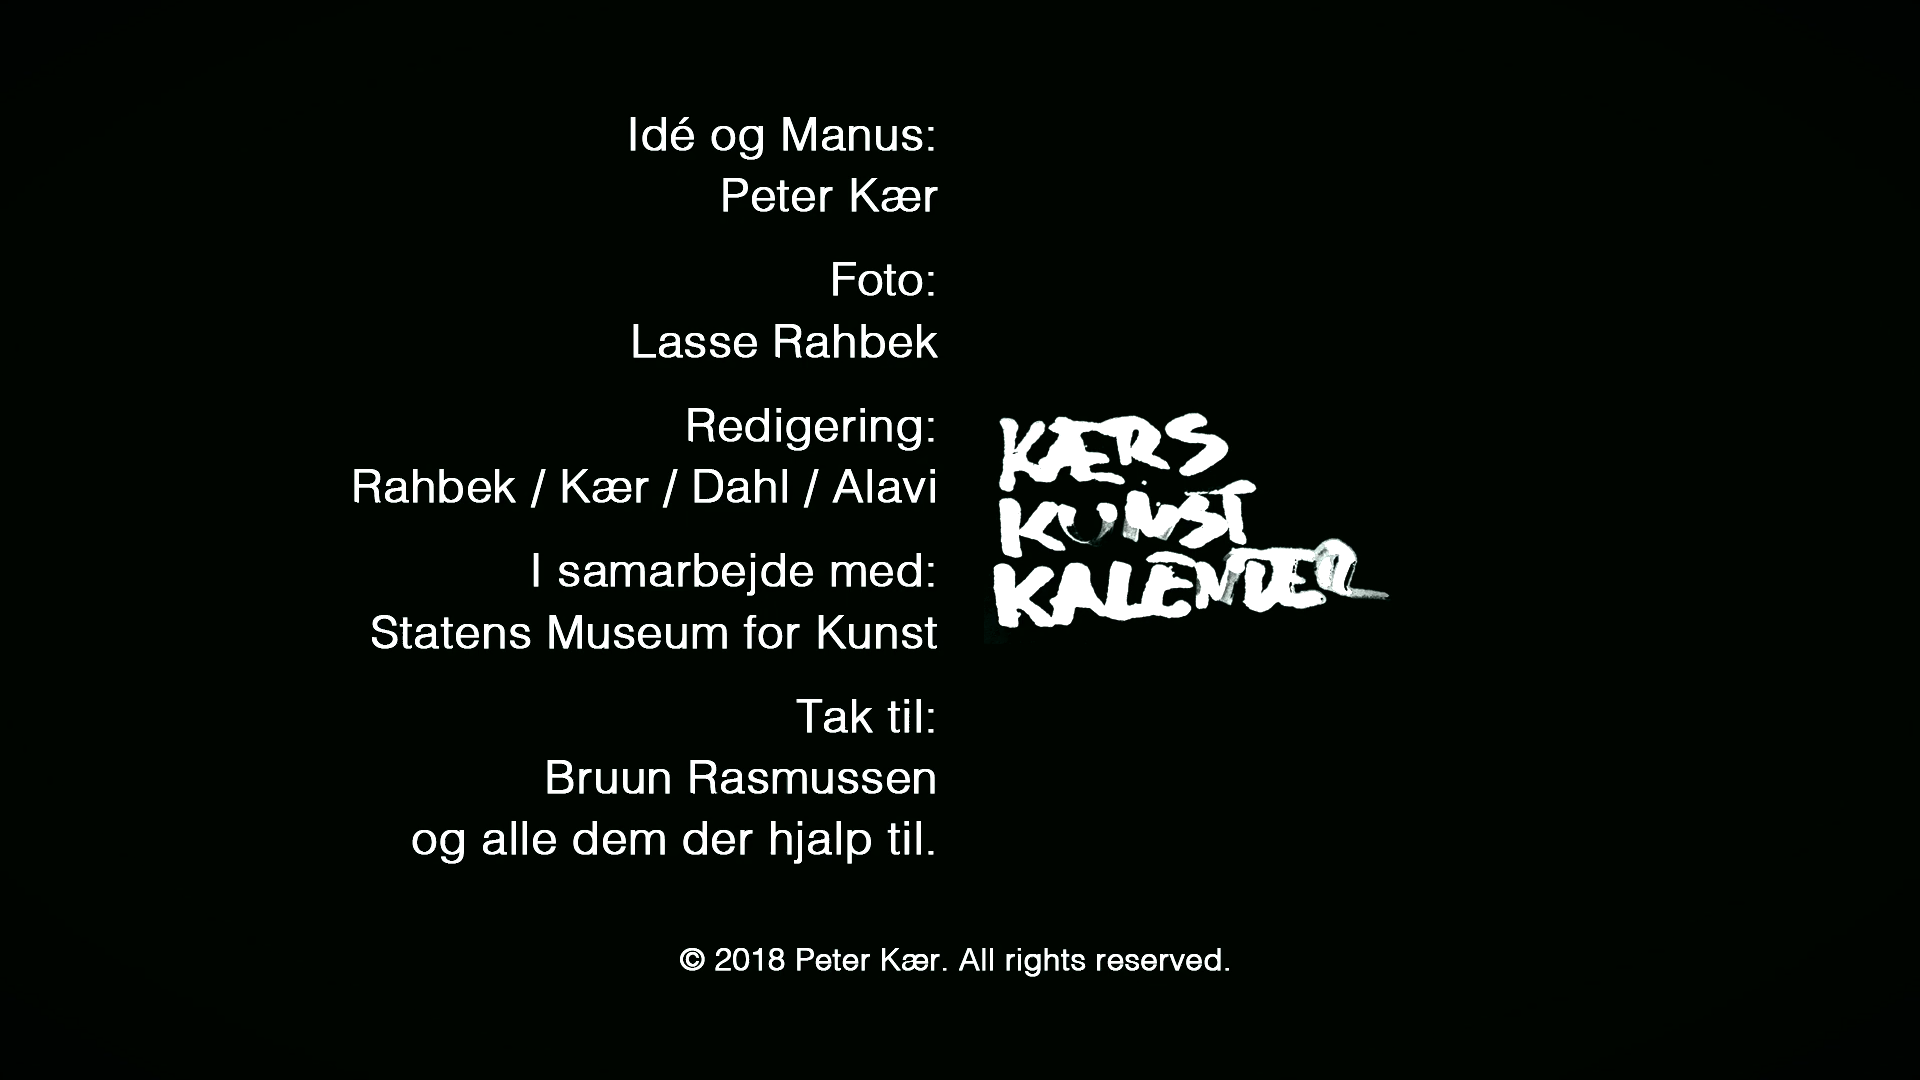 Idé og Manus:
Peter Kær
Foto:
Lasse Rahbek
Redigering:
Rahbek / Kær / Dahl / Alavi
I samarbejde med:
Statens Museum for Kunst
Tak til:
Bruun Rasmussen
og alle dem der hjalp til.
KÆRS
KUNST
KALENDER
© 2018 Peter Kær. All rights reserved.